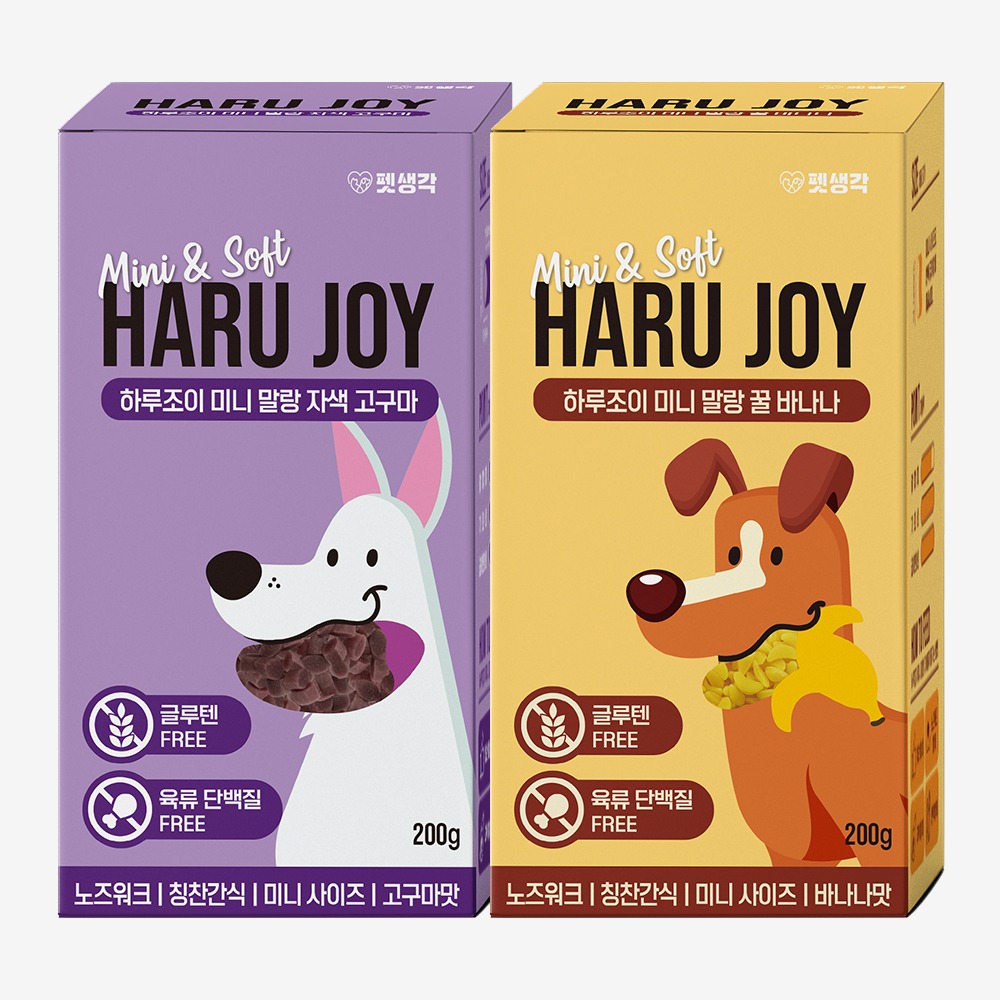 HARU JOY
펫생각
Mini & Soft
HARU JOY
하루조이 미니 말랑 자색 고구마
글루텐
FREE
육류 단백질
FREE
200g
노즈워크 | 칭찬간식 | 미니 사이즈 | 고구마맛
HARU JOY
펫생각
Mini & Soft
HARU JOY
하루조이 미니 말랑 꿀 바나나
글루텐
FREE
육류 단백질
FREE
200g
노즈워크 | 칭찬간식 | 미니 사이즈 | 바나나맛